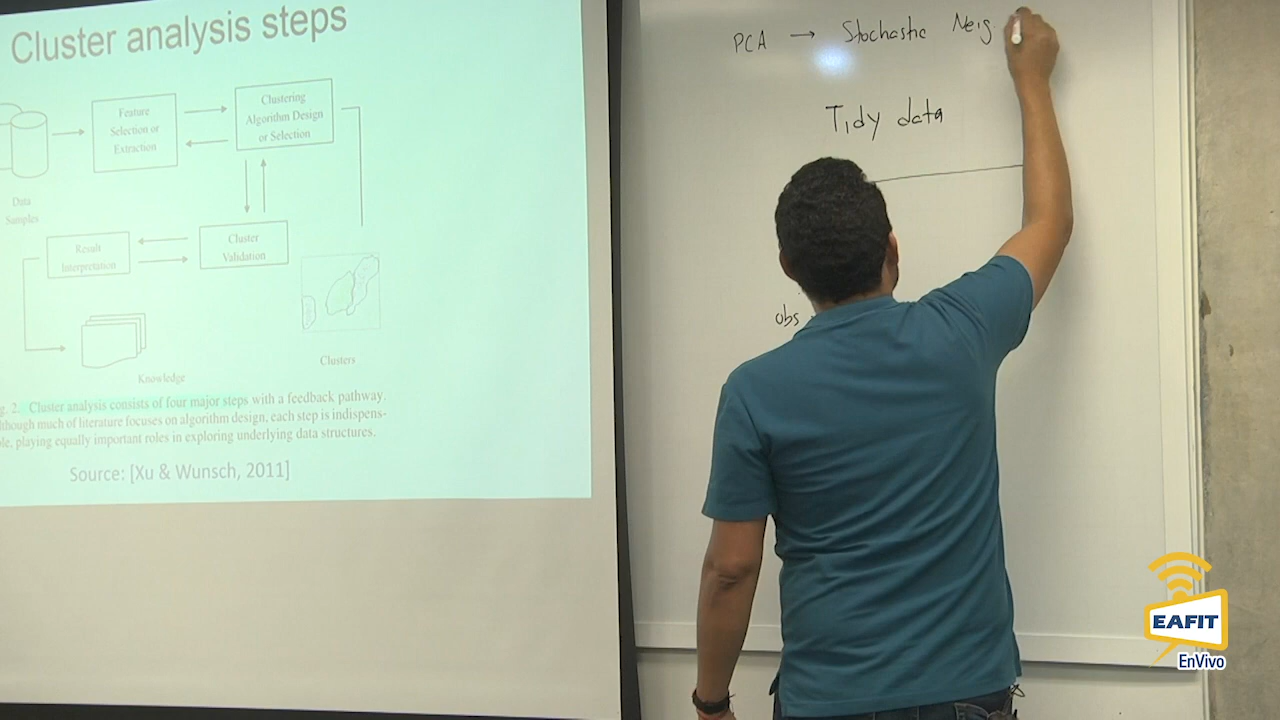 Cluster analysis steps
Data
Samples
Feature
Selection or
Extraction
Clustering
Algorithm Design
or Selection
Cluster
Validation
Result
Interpretation
Knowledge
Clusters
g. 2. Cluster analysis consists of four major steps with a feedback pathway.
lthough much of literature focuses on algorithm design, each step is indispens-
le, playing equally important roles in exploring underlying data structures.
Source: [Xu & Wunsch, 2011]
PCA → Stochastic Neig
Tidy data
obs
EAFIT
EnVivo